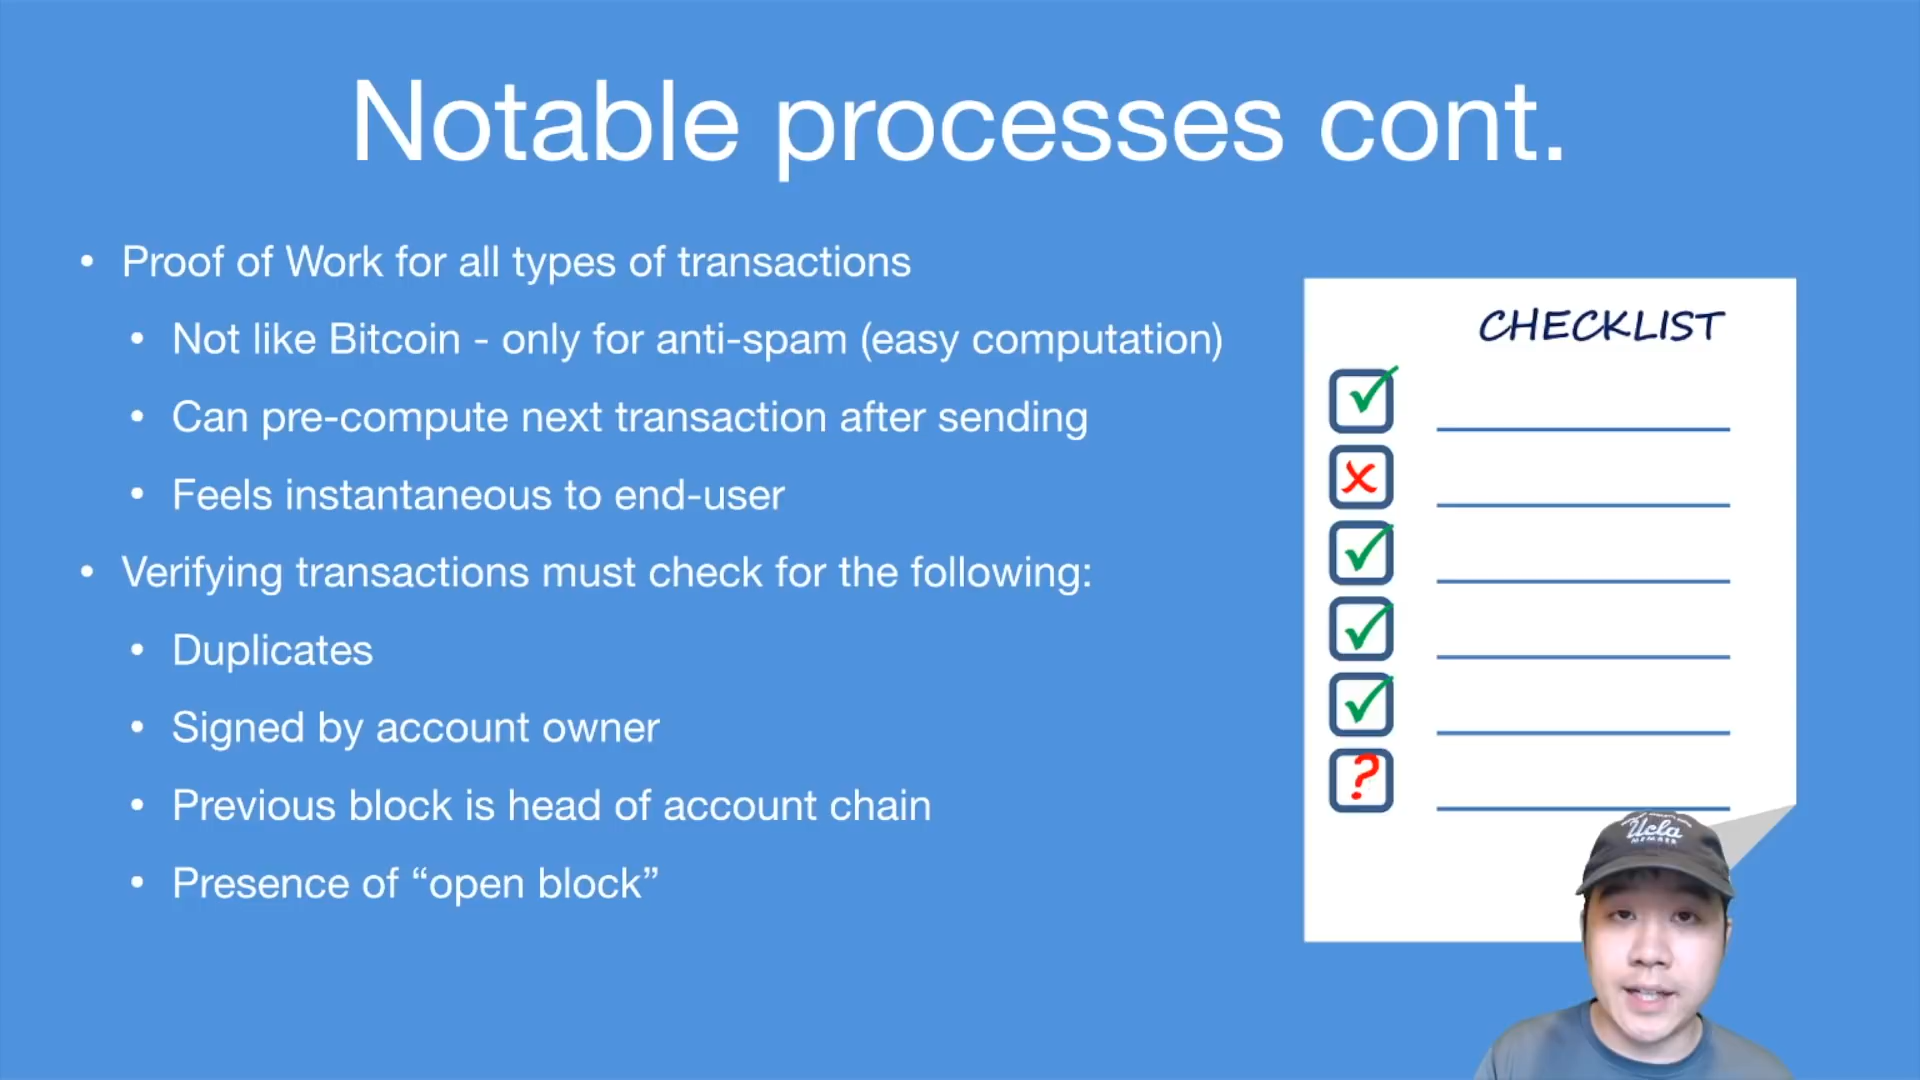 Notable processes cont.
• Proof of Work for all types of transactions
• Not like Bitcoin - only for anti-spam (easy computation)
• Can pre-compute next transaction after sending
• Feels instantaneous to end-user
• Verifying transactions must check for the following:
• Duplicates
• Signed by account owner
• Previous block is head of account chain
• Presence of “open block”
CHECKLIST
?
Ucla